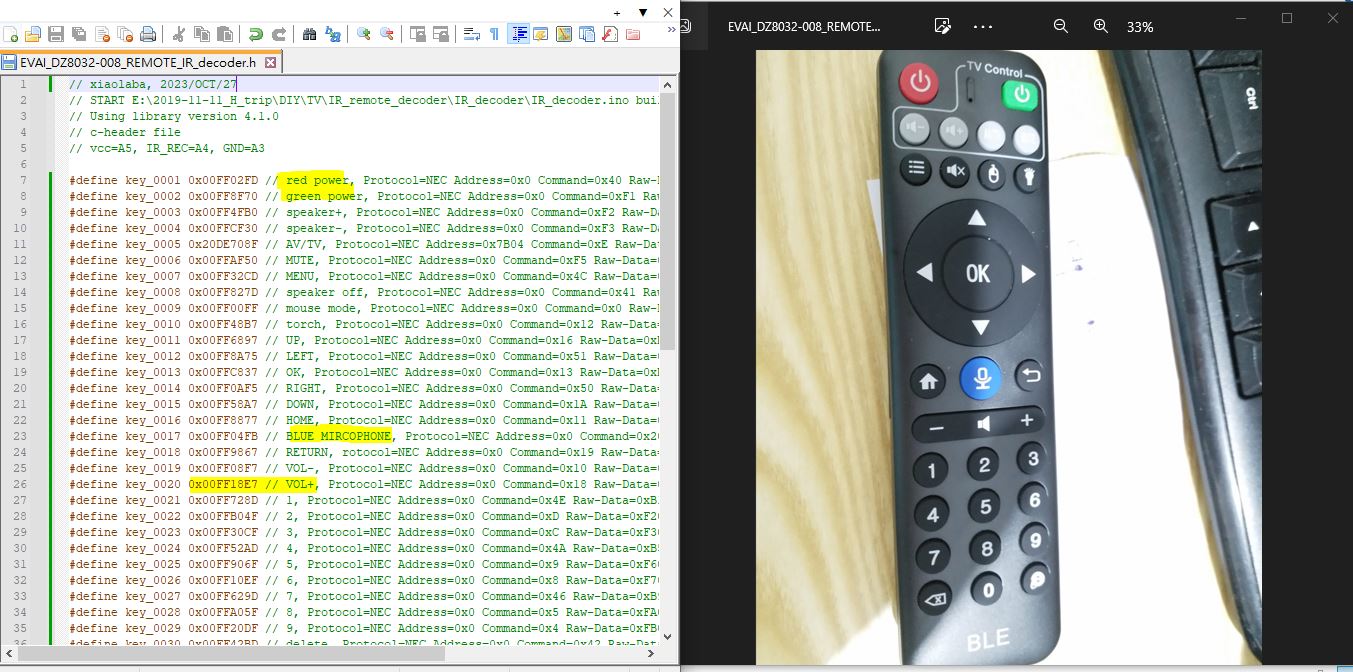 EVAI_DZ8032-008_REMOTE_IR_decoder.h
1 // xiaolaba, 2023/OCT/27
2 // START E:\2019-11-11_H_trip\DIY\TV\IR_remote_decoder\IR_decoder\IR_decoder.ino bui
3 // Using library version 4.1.0
4 // c-header file
5 // vcc=A5, IR_REC=A4, GND=A3
6
7 #define key_0001 0x00FF02FD // red power, Protocol=NEC Address=0x0 Command=0x40 Raw-
8 #define key_0002 0x00FF8F70 // green power, Protocol=NEC Address=0x0 Command=0xF1 Raw-
9 #define key_0003 0x00FF4FB0 // speaker+, Protocol=NEC Address=0x0 Command=0xF2 Raw-Da
10 #define key_0004 0x00FFCF30 // speaker-, Protocol=NEC Address=0x0 Command=0xF3 Raw-Da
11 #define key_0005 0x20DE708F // AV/TV, Protocol=NEC Address=0x7B04 Command=0xE Raw-Dat
12 #define key_0006 0x00FFAF50 // MUTE, Protocol=NEC Address=0x0 Command=0xF5 Raw-Data=
13 #define key_0007 0x00FF32CD // MENU, Protocol=NEC Address=0x0 Command=0x4C Raw-Data=
14 #define key_0008 0x00FF827D // speaker off, Protocol=NEC Address=0x0 Command=0x41 Raw
15 #define key_0009 0x00FF00FF // mouse mode, Protocol=NEC Address=0x0 Command=0x0 Raw-
16 #define key_0010 0x00FF48B7 // torch, Protocol=NEC Address=0x0 Command=0x12 Raw-Data=
17 #define key_0011 0x00FF6897 // UP, Protocol=NEC Address=0x0 Command=0x16 Raw-Data=0x
18 #define key_0012 0x00FF8A75 // LEFT, Protocol=NEC Address=0x0 Command=0x51 Raw-Data=
19 #define key_0013 0x00FFC837 // OK, Protocol=NEC Address=0x0 Command=0x13 Raw-Data=0x
20 #define key_0014 0x00FF0AF5 // RIGHT, Protocol=NEC Address=0x0 Command=0x50 Raw-Data=
21 #define key_0015 0x00FF58A7 // DOWN, Protocol=NEC Address=0x0 Command=0x1A Raw-Data=
22 #define key_0016 0x00FF8877 // HOME, Protocol=NEC Address=0x0 Command=0x11 Raw-Data=
23 #define key_0017 0x00FF04FB // BLUE MIRCOPHONE, Protocol=NEC Address=0x0 Command=0x20
24 #define key_0018 0x00FF9867 // RETURN, rotocol=NEC Address=0x0 Command=0x19 Raw-Data=
25 #define key_0019 0x00FF08F7 // VOL-, Protocol=NEC Address=0x0 Command=0x10 Raw-Data=
26 #define key_0020 0x00FF18E7 // VOL+, Protocol=NEC Address=0x0 Command=0x18 Raw-Data=
27 #define key_0021 0x00FF728D // 1, Protocol=NEC Address=0x0 Command=0x4E Raw-Data=0xB
28 #define key_0022 0x00FFB04F // 2, Protocol=NEC Address=0x0 Command=0xD Raw-Data=0xF2
29 #define key_0023 0x00FF30CF // 3, Protocol=NEC Address=0x0 Command=0xC Raw-Data=0xF3
30 #define key_0024 0x00FF52AD // 4, Protocol=NEC Address=0x0 Command=0x4A Raw-Data=0xB5
31 #define key_0025 0x00FF906F // 5, Protocol=NEC Address=0x0 Command=0x9 Raw-Data=0xF6
32 #define key_0026 0x00FF10EF // 6, Protocol=NEC Address=0x0 Command=0x8 Raw-Data=0xF7
33 #define key_0027 0x00FF629D // 7, Protocol=NEC Address=0x0 Command=0x46 Raw-Data=0xB
34 #define key_0028 0x00FFA05F // 8, Protocol=NEC Address=0x0 Command=0x5 Raw-Data=0xFA
35 #define key_0029 0x00FF20DF // 9, Protocol=NEC Address=0x0 Command=0x4 Raw-Data=0xFB
36 #define key_0030 0x00FF42BD // delete, Protocol=NEC Address=0x0 Command=0x42 Raw-Dat
EVAI_DZ8032-008_REMOTE...
33%
TV Control
OK
1 2 3
4 5 6
7 8 9
0
BLE
Ctrl